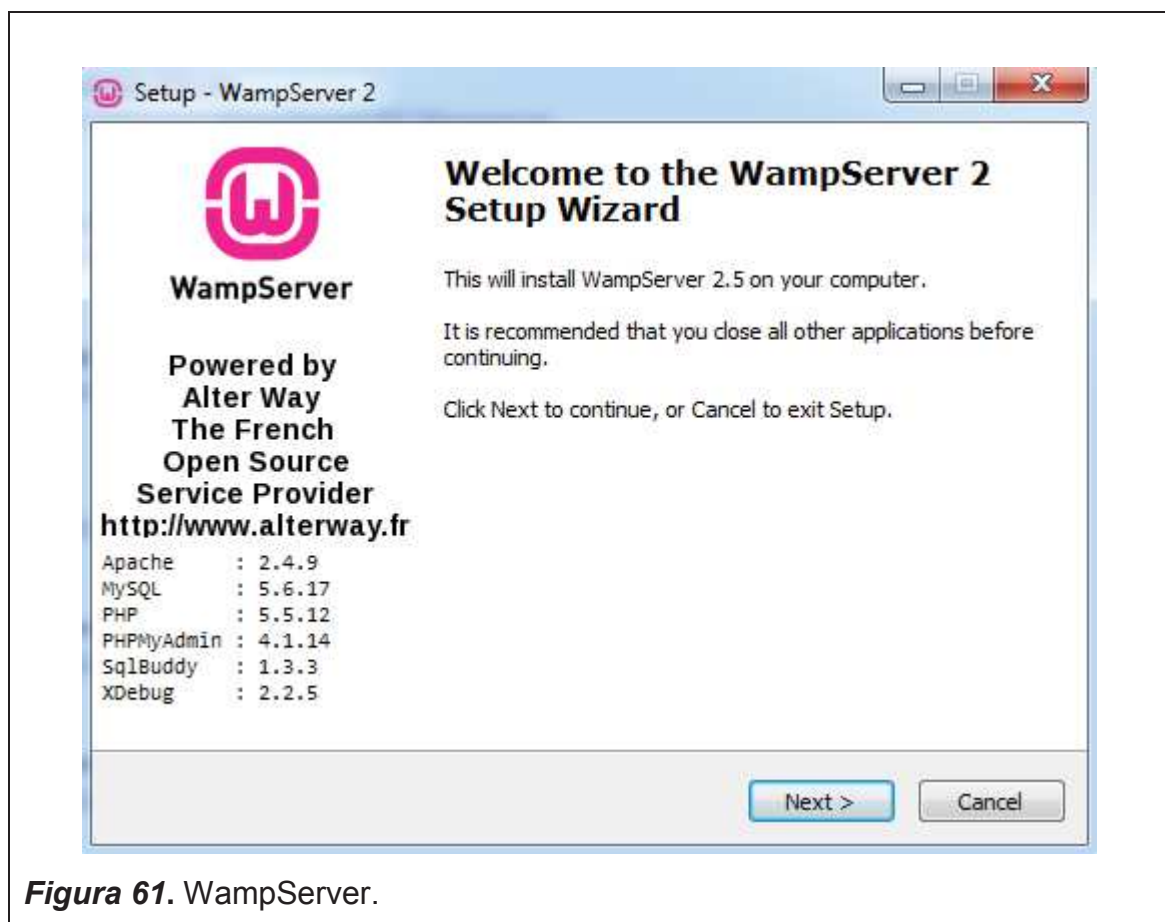 Setup - WampServer 2
WampServer
Powered by
Alter Way
The French
Open Source
Service Provider
http://www.alterway.fr
Apache : 2.4.9
MySQL : 5.6.17
PHP : 5.5.12
PHPMyAdmin : 4.1.14
SqlBuddy : 1.3.3
XDebug : 2.2.5
Welcome to the WampServer 2
Setup Wizard
This will install WampServer 2.5 on your computer.
It is recommended that you close all other applications before
continuing.
Click Next to continue, or Cancel to exit Setup.
Next >
Cancel
Figura 61. WampServer.